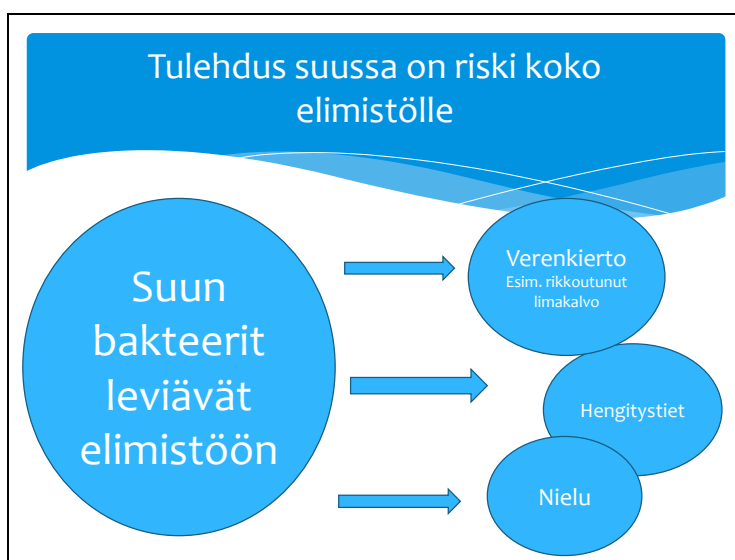 Tulehdus suussa on riski koko
elimistölle
Suun
bakteerit
leviävät
elimistöön
Verenkierto
Esim. rikkoutunut
limakalvo
Hengitystiet
Nielu